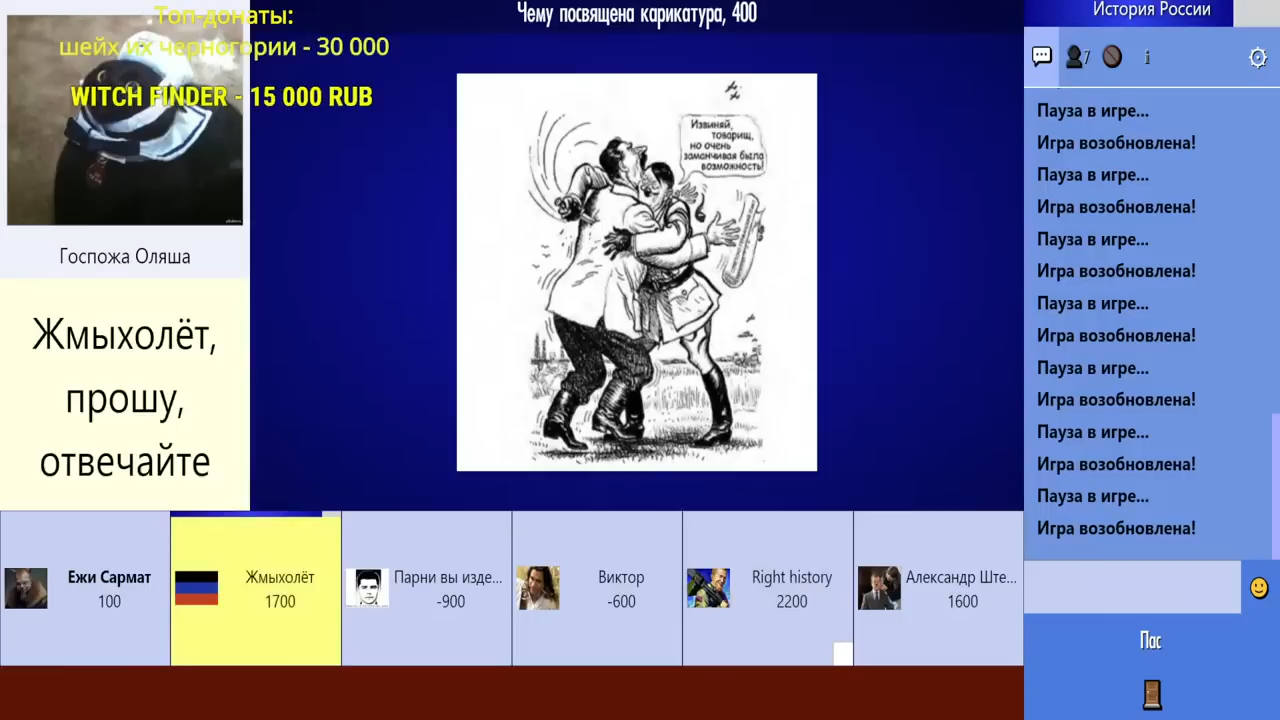 Топ-донаты:
шейх их черногории - 30 000
WITCH FINDER - 15 000 RUB
Госпожа Оляша
Жмыхолёт,
прошу,
отвечайте
Чему посвящена карикатура, 400
Извиняй,
товарищ,
но очень
заманчивая была
возможность!
История России
7
i
Пауза в игре...
Игра возобновлена!
Пауза в игре...
Игра возобновлена!
Пауза в игре...
Игра возобновлена!
Пауза в игре...
Игра возобновлена!
Пауза в игре...
Игра возобновлена!
Пауза в игре...
Игра возобновлена!
Пауза в игре...
Игра возобновлена!
Пас
Ежи Сармат
100
Жмыхолёт
1700
Парни вы изде...
-900
Виктор
-600
Right history
2200
Александр Ште...
1600